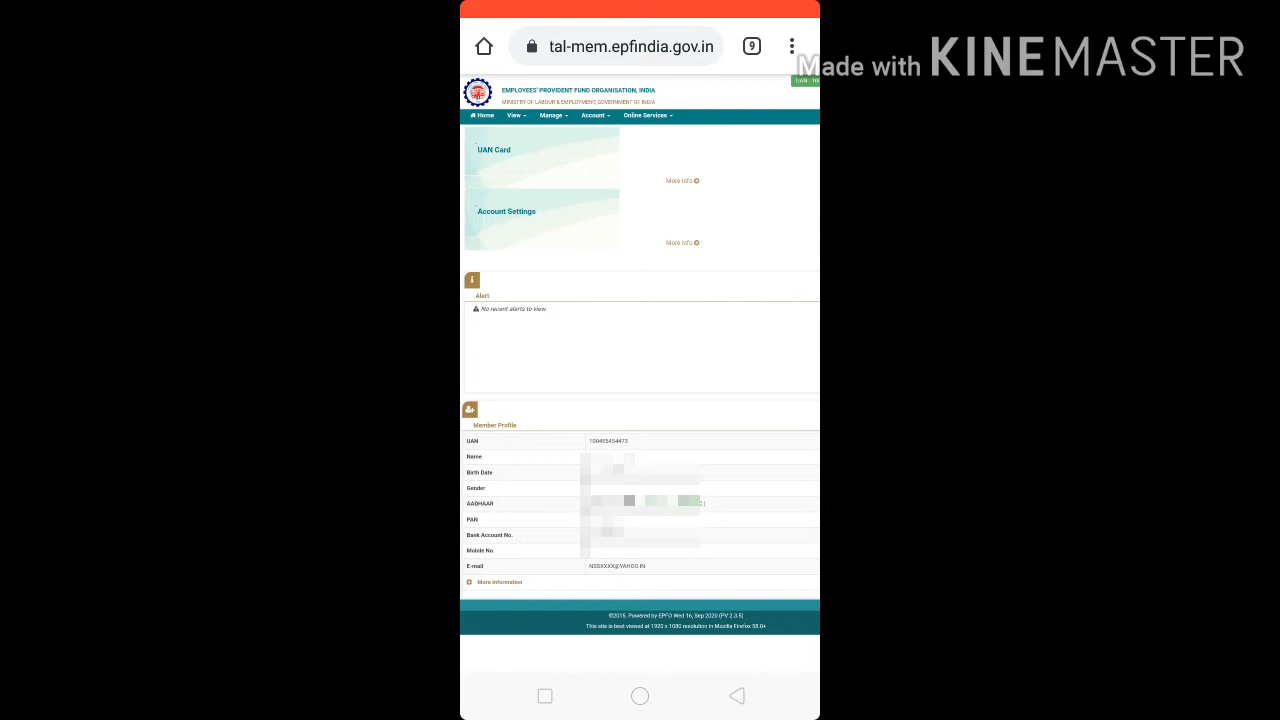 tal-mem.epfindia.gov.in
9
Made with KINEMASTER
UAN : 100
EMPLOYEES' PROVIDENT FUND ORGANISATION, INDIA
MINISTRY OF LABOUR & EMPLOYMENT, GOVERNMENT OF INDIA
Home View Manage Account Online Services
UAN Card
More Info
Account Settings
More Info
Alert
No recent alerts to view.
Member Profile
UAN 100455454473
Name
Birth Date
Gender
AADHAAR
PAN
Bank Account No.
Mobile No.
E-mail NSSXXXX@YAHOO.IN
More Information
©2015. Powered by EPFO Wed 16, Sep 2020 (PV 2.3.5)
This site is best viewed at 1920 x 1080 resolution in Mozilla Firefox 58.0+